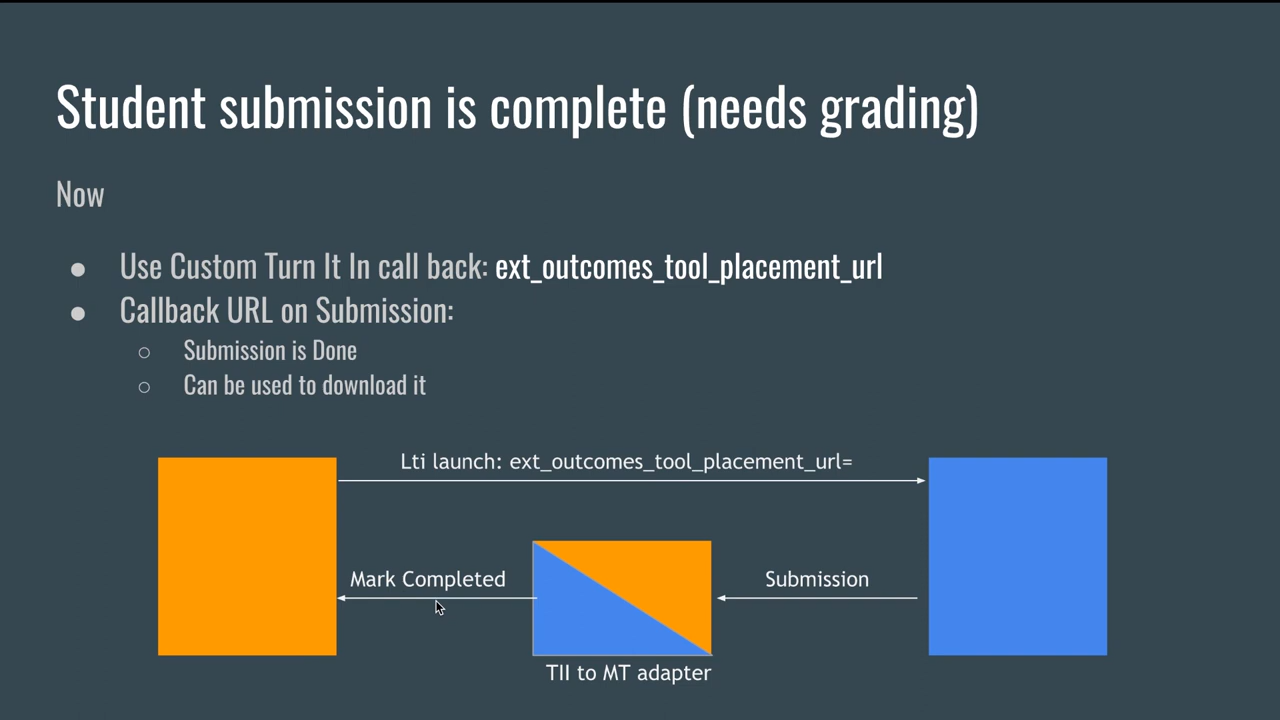 Student submission is complete (needs grading)
Now
● Use Custom Turn It In call back: ext_outcomes_tool_placement_url
● Callback URL on Submission:
○ Submission is Done
○ Can be used to download it
Lti launch: ext_outcomes_tool_placement_url=
Mark Completed
Submission
TII to MT adapter